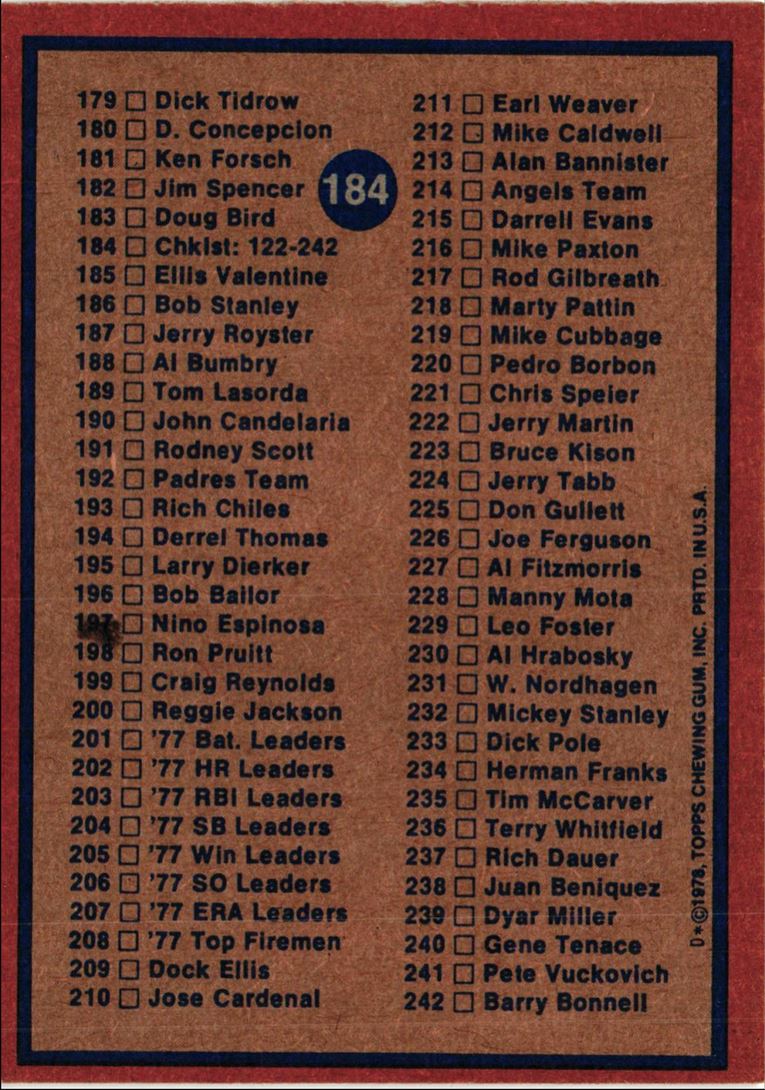 179 □ Dick Tidrow
180 □ D. Concepcion
181 □ Ken Forsch
182 □ Jim Spencer
183 □ Doug Bird
184 □ Chklst: 122-242
185 □ Ellis Valentine
186 □ Bob Stanley
187 □ Jerry Royster
188 □ Al Bumbry
189 □ Tom Lasorda
190 □ John Candelaria
191 □ Rodney Scott
192 □ Padres Team
193 □ Rich Chiles
194 □ Derrel Thomas
195 □ Larry Dierker
196 □ Bob Bailor
197 □ Nino Espinosa
198 □ Ron Pruitt
199 □ Craig Reynolds
200 □ Reggie Jackson
201 □ '77 Bat. Leaders
202 □ '77 HR Leaders
203 □ '77 RBI Leaders
204 □ '77 SB Leaders
205 □ '77 Win Leaders
206 □ '77 SO Leaders
207 □ '77 ERA Leaders
208 □ '77 Top Firemen
209 □ Dock Ellis
210 □ Jose Cardenal
184
211 □ Earl Weaver
212 □ Mike Caldwell
213 □ Alan Bannister
214 □ Angels Team
215 □ Darrell Evans
216 □ Mike Paxton
217 □ Rod Gilbreath
218 □ Marty Pattin
219 □ Mike Cubbage
220 □ Pedro Borbon
221 □ Chris Speier
222 □ Jerry Martin
223 □ Bruce Kison
224 □ Jerry Tabb
225 □ Don Gullett
226 □ Joe Ferguson
227 □ Al Fitzmorris
228 □ Manny Mota
229 □ Leo Foster
230 □ Al Hrabosky
231 □ W. Nordhagen
232 □ Mickey Stanley
233 □ Dick Pole
234 □ Herman Franks
235 □ Tim McCarver
236 □ Terry Whitfield
237 □ Rich Dauer
238 □ Juan Beniquez
239 □ Dyar Miller
240 □ Gene Tenace
241 □ Pete Vuckovich
242 □ Barry Bonnell
D*©1978, TOPPS CHEWING GUM, INC. PRTD. IN U.S.A.